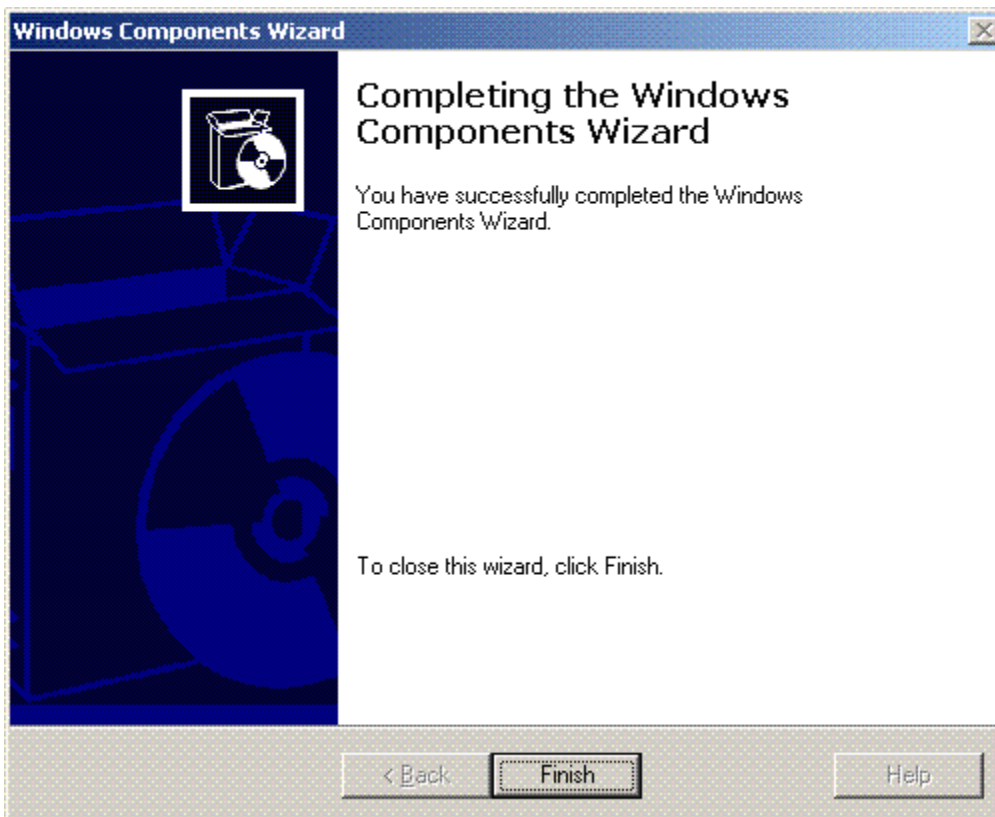 Windows Components Wizard
Completing the Windows
Components Wizard
You have successfully completed the Windows
Components Wizard.
To close this wizard, click Finish.
< Back
Finish
Help